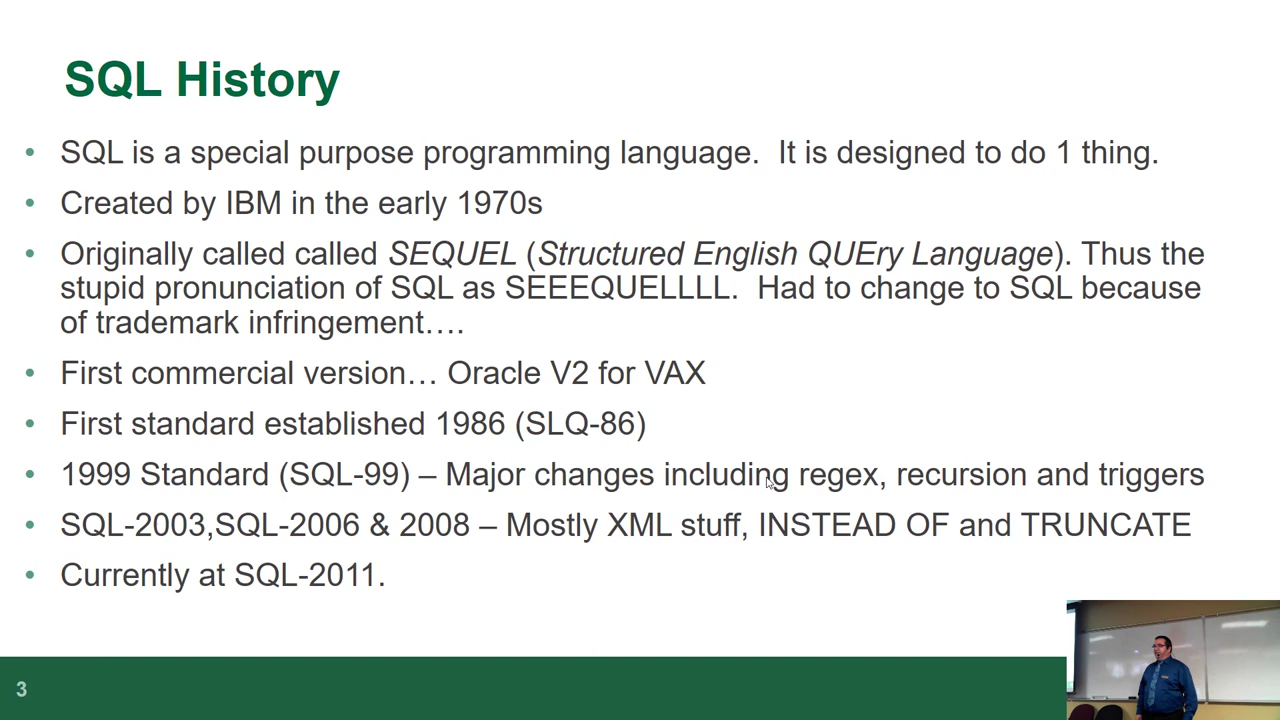 SQL History
• SQL is a special purpose programming language.  It is designed to do 1 thing.
• Created by IBM in the early 1970s
• Originally called called SEQUEL (Structured English QUEry Language). Thus the
stupid pronunciation of SQL as SEEEQUELLLL.  Had to change to SQL because
of trademark infringement….
• First commercial version… Oracle V2 for VAX
• First standard established 1986 (SLQ-86)
• 1999 Standard (SQL-99) – Major changes including regex, recursion and triggers
• SQL-2003,SQL-2006 & 2008 – Mostly XML stuff, INSTEAD OF and TRUNCATE
• Currently at SQL-2011.
3